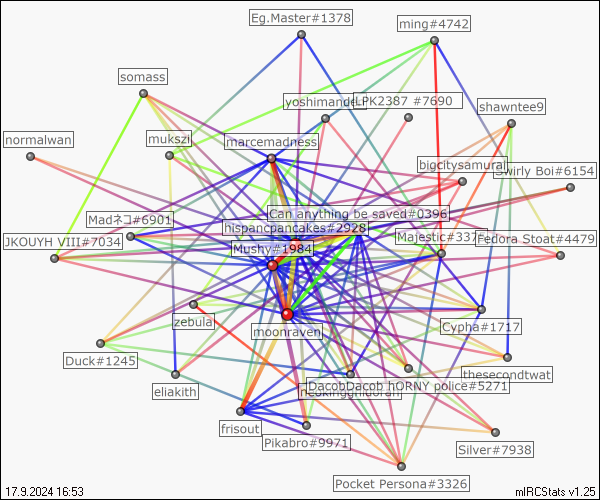 Eg.Master#1378
ming#4742
somass
yoshimande
LPK2387 #7690
shawntee9
normalwan
mukszi
marcemadness
bigcitysamurai
Swirly Boi#6154
Can anything be saved#0396
Madネコ#6901
hispancpancakes#2928
JKOUYH VIII#7034
Mushy#1984
Majestic#337
Fedora Stoat#4479
zebula
moonraven
Cypha#1717
Duck#1245
thesecondtwat
eliakith
DacobDacob hORNY police#5271
frisout
Pikabro#9971
Silver#7938
Pocket Persona#3326
17.9.2024 16:53
mIRCStats v1.25